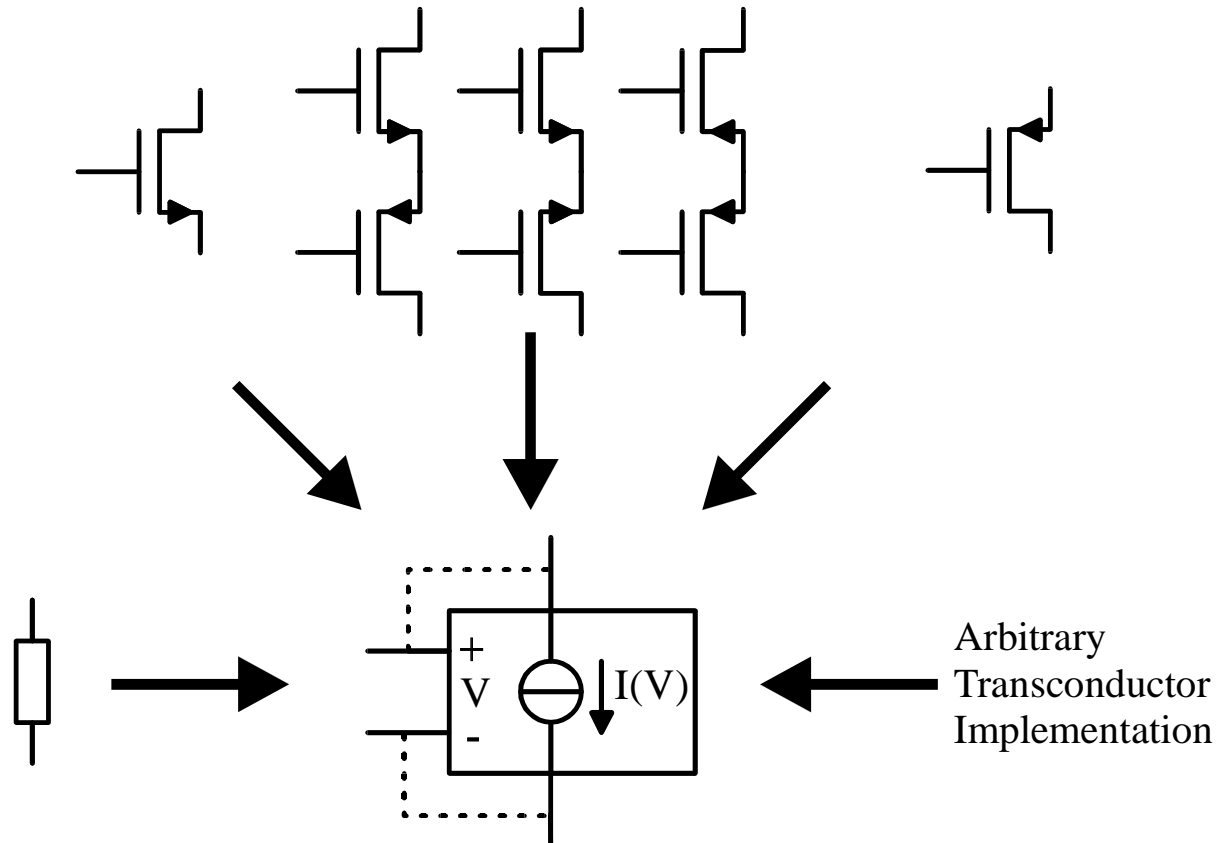 +
V
-
I(V)
Arbitrary
Transconductor
Implementation